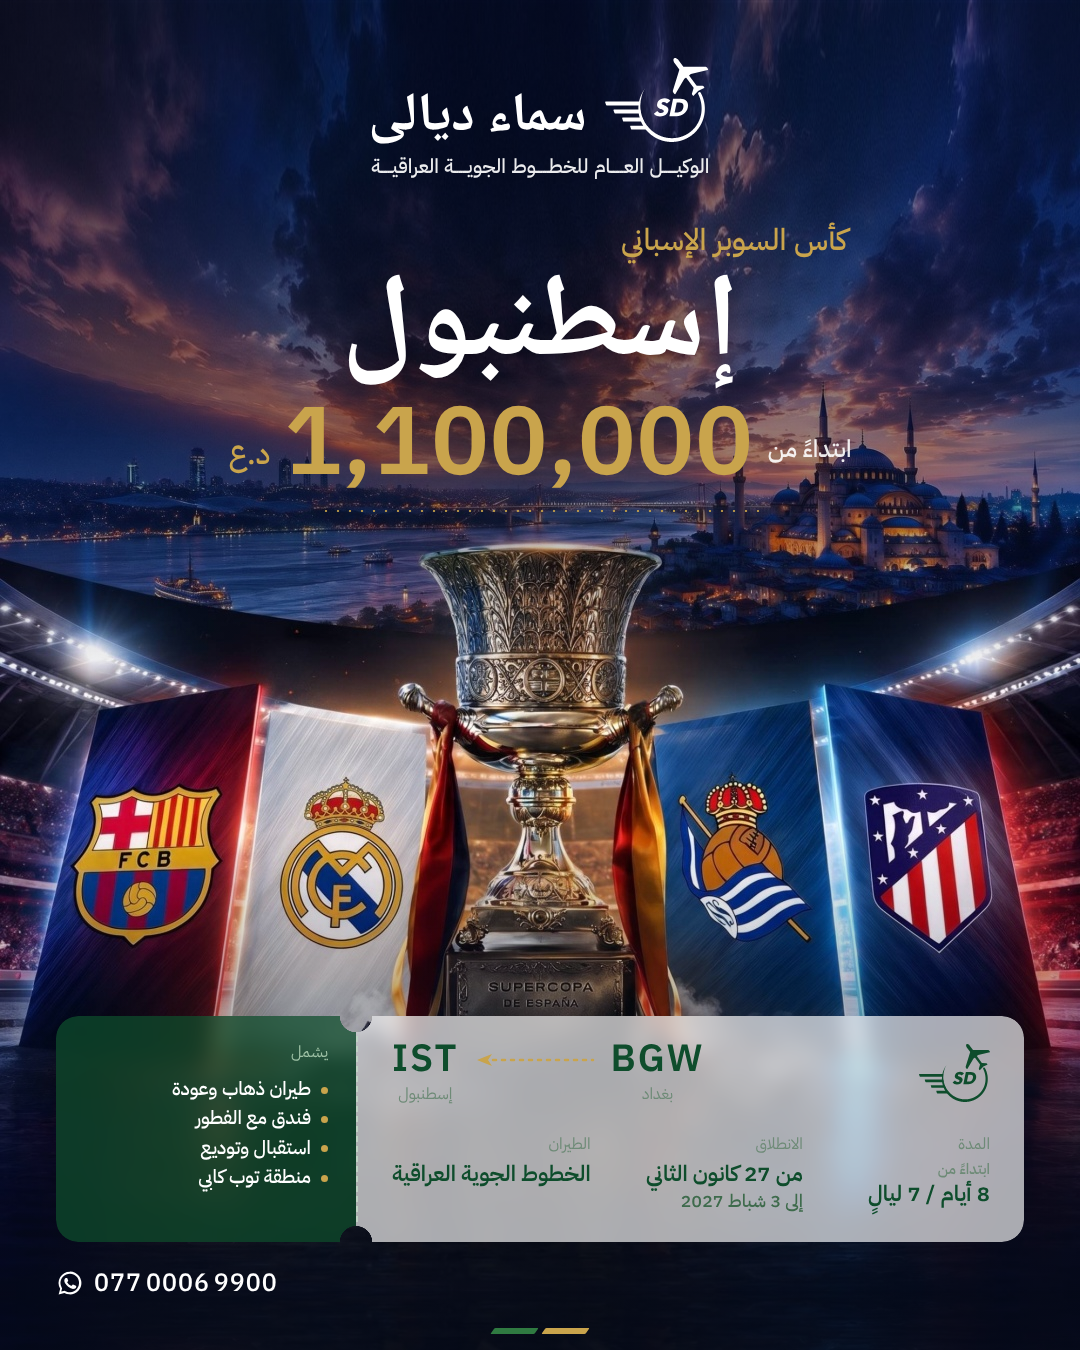 سماء ديالى
SD
الوكيـل العـام للخطـوط الجويـة العراقيـة
كأس السوبر الإسباني
إسطنبول
ابتداءً من 1,100,000 د.ع
FCB
SUPERCOPA
DE ESPAÑA
SD
BGW
بغداد
IST
إسطنبول
المدة
ابتداءً من
8 أيام / 7 ليالٍ
الانطلاق
من 27 كانون الثاني
إلى 3 شباط 2027
الطيران
الخطوط الجوية العراقية
يشمل
طيران ذهاب وعودة
فندق مع الفطور
استقبال وتوديع
منطقة توب كابي
077 0006 9900